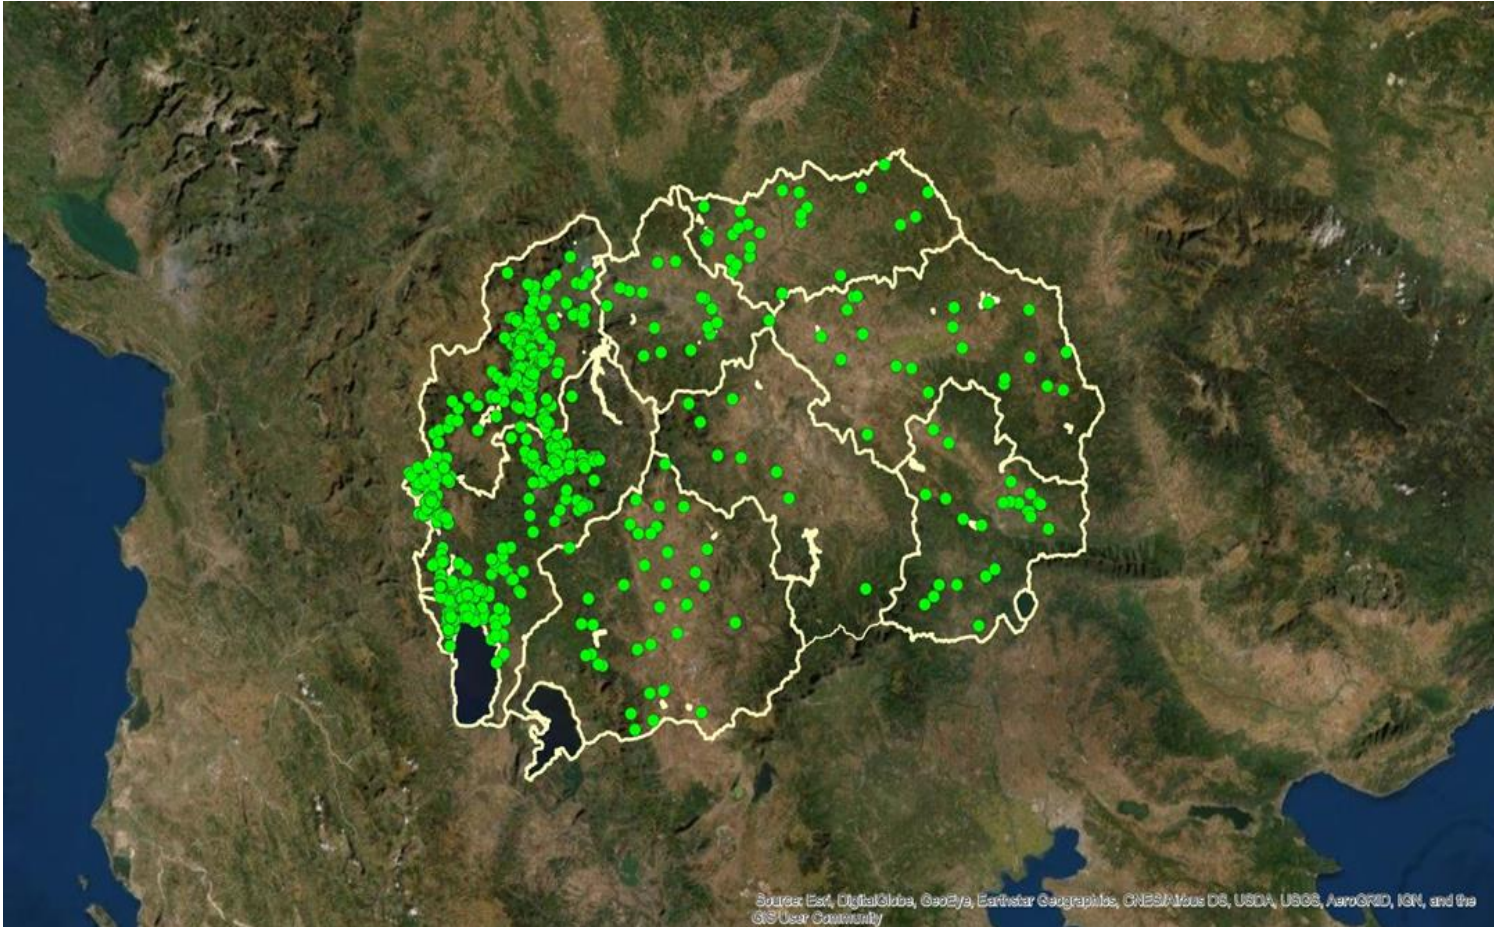 Source: Esri, DigitalGlobe, GeoEye, Earthstar Geographics, CNES/Airbus DS, USDA, USGS, AeroGRID, IGN, and the
GIS User Community